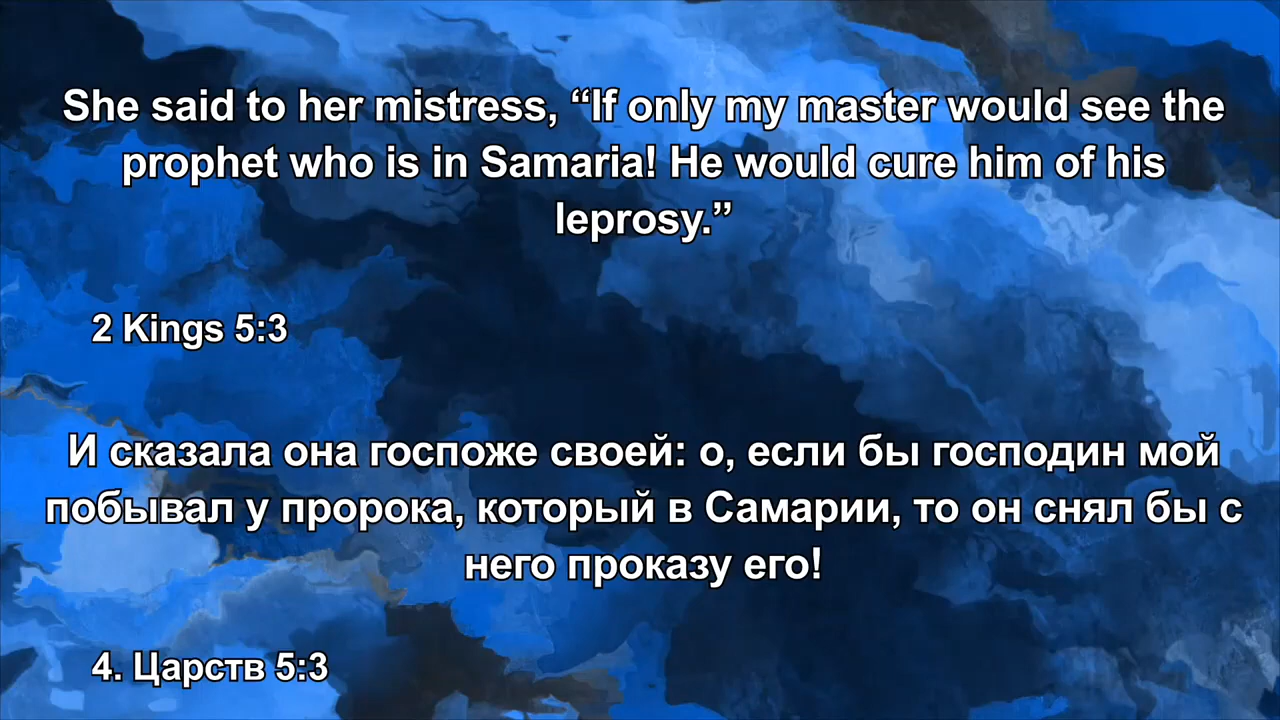 She said to her mistress, “If only my master would see the
prophet who is in Samaria! He would cure him of his
leprosy.”
2 Kings 5:3
И сказала она госпоже своей: о, если бы господин мой
побывал у пророка, который в Самарии, то он снял бы с
него проказу его!
4. Царств 5:3